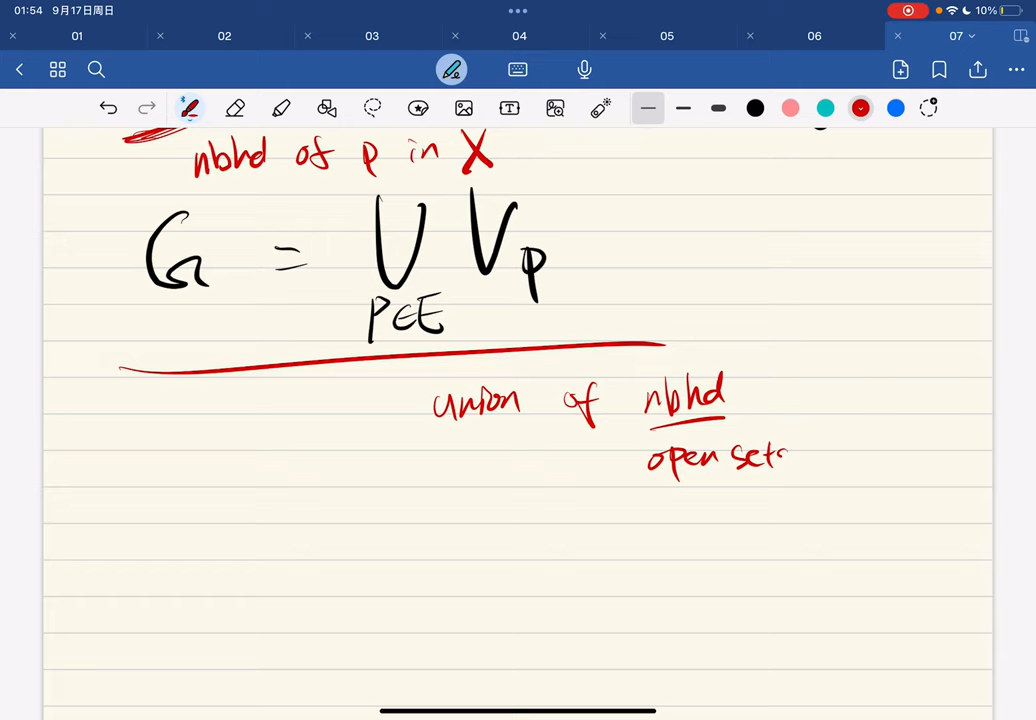 01:54 9月17日周日 10%
01 02 03 04 05 06 07
nbhd of p in X
G = ⋃ Vp
p∈E
union of nbhd
open sets